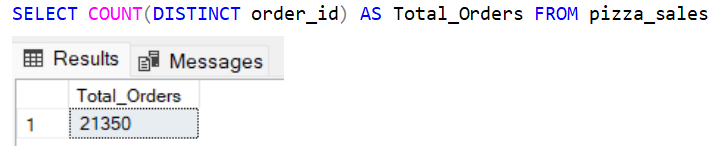 SELECT COUNT(DISTINCT order_id) AS Total_Orders FROM pizza_sales
Results Messages
Total_Orders
1 21350